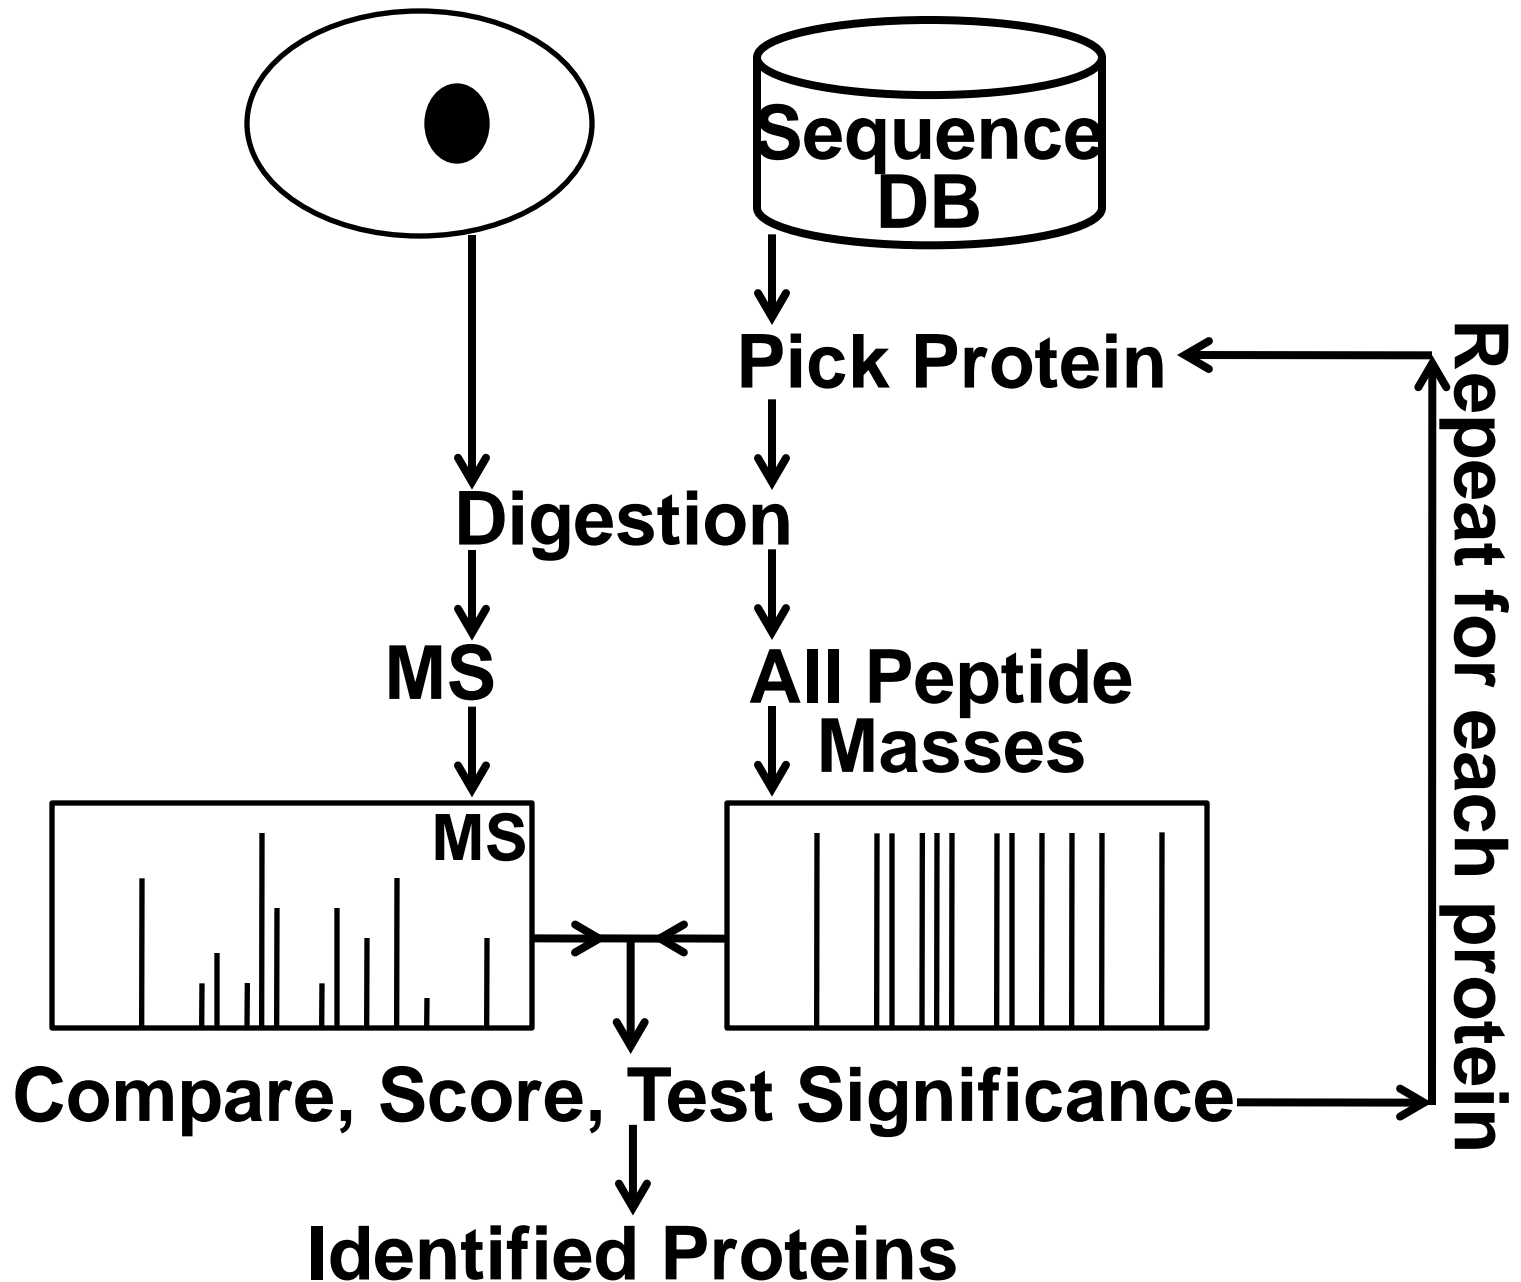 Sequence
DB
Pick Protein
Digestion
MS
All Peptide
Masses
MS
Compare, Score, Test Significance
Identified Proteins
Repeat for each protein